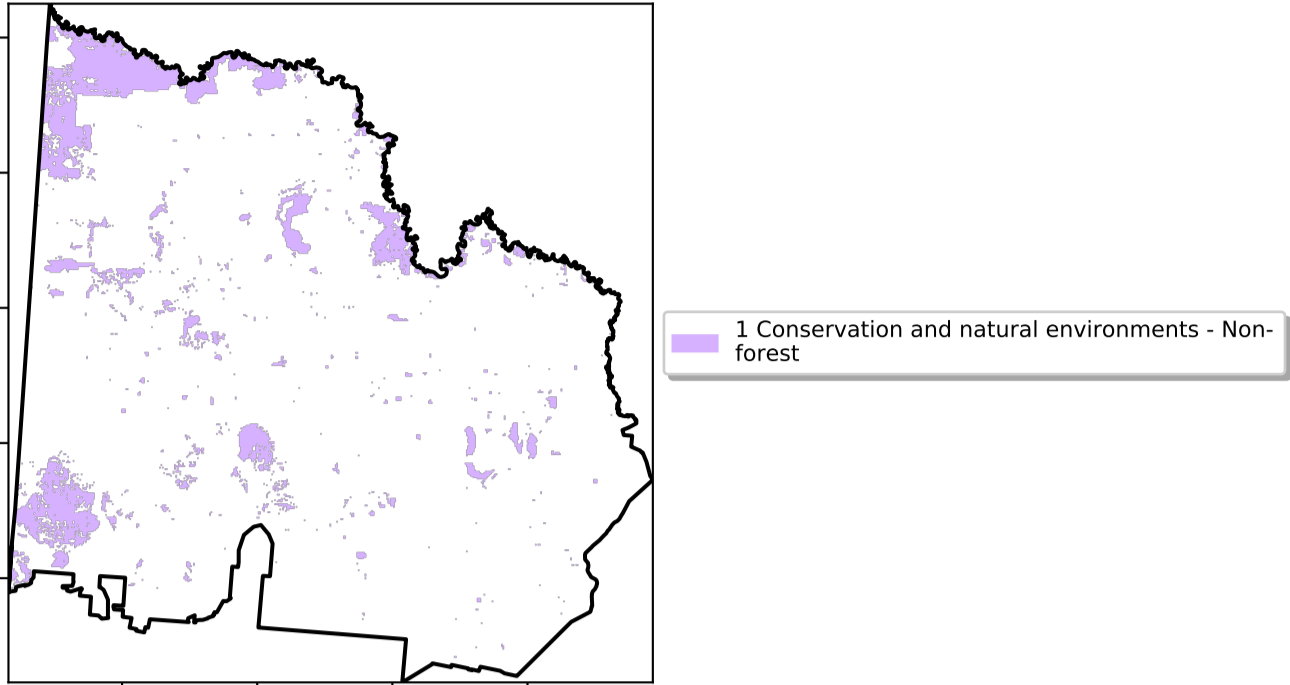 1 Conservation and natural environments - Non-
forest